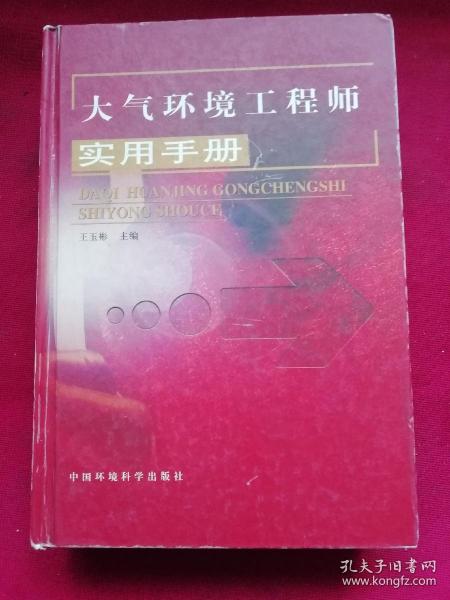 大气环境工程师
实用手册
DAQI HUANJING GONGCHENGSHI
SHIYONG SHOUCE
王玉彬 主编
中国环境科学出版社
孔夫子旧书网
www.kongfz.com